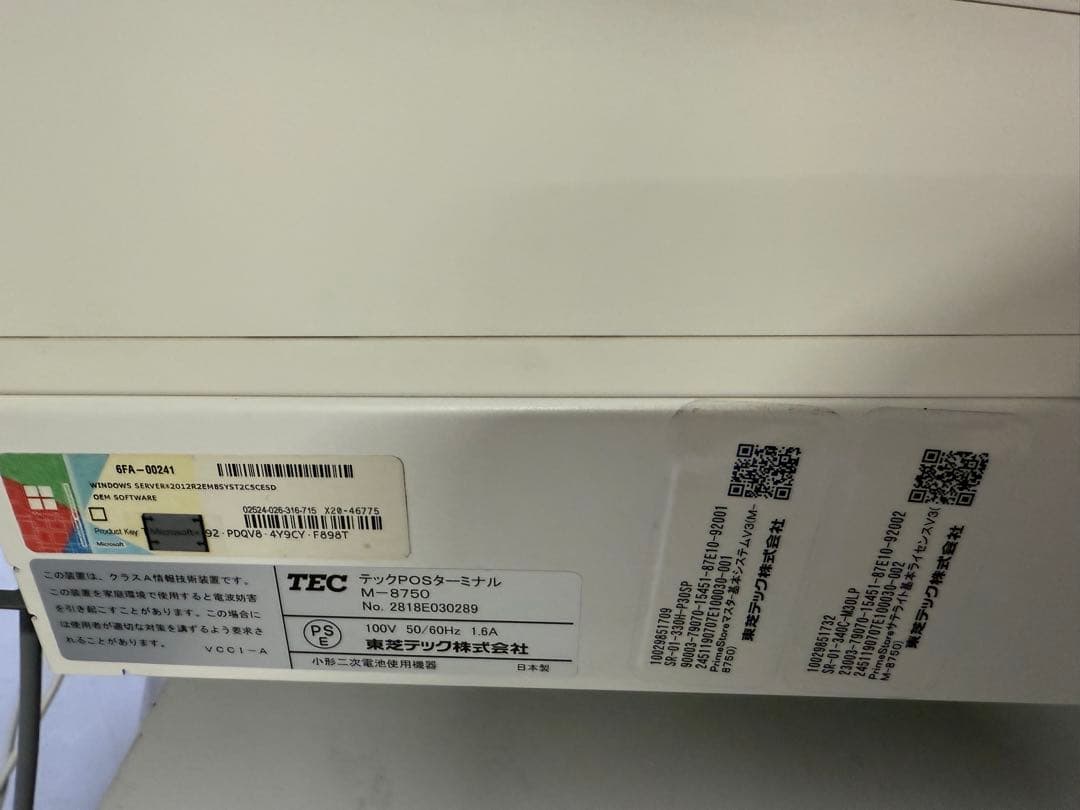 6FA-00241
WINDOWS SERVER®2012R2EMBSYST2C5CESD
OEM SOFTWARE
02524-026-316-715 X20-46775
Product Key
92·PDQV8·4Y9CY·F898T
Microsoft
この装置は、クラスA情報技術装置です。
この装置を家庭環境で使用すると電波妨害
を引き起こすことがあります。この場合に
は使用者が適切な対策を講ずるよう要求さ
れることがあります。
VCCI-A
TEC テックPOSターミナル
M-8750
No. 2818E030289
PS
E
100V 50/60Hz 1.6A
東芝テック株式会社
小形二次電池使用機器
日本製
10029851709
SR-01-330H-P30SP
90003-79070-15451-87E10-92001
2451190707E100030-001
PrimeStoreマスター基本システムV3(M-
8750)
東芝テック株式会社
10029851732
SR-01-340C-M30LP
23003-79070-15451-87E10-92002
2451190707E100030-002
PrimeStoreサテライト基本ライセンスV3(
M-8750)
東芝テック株式会社